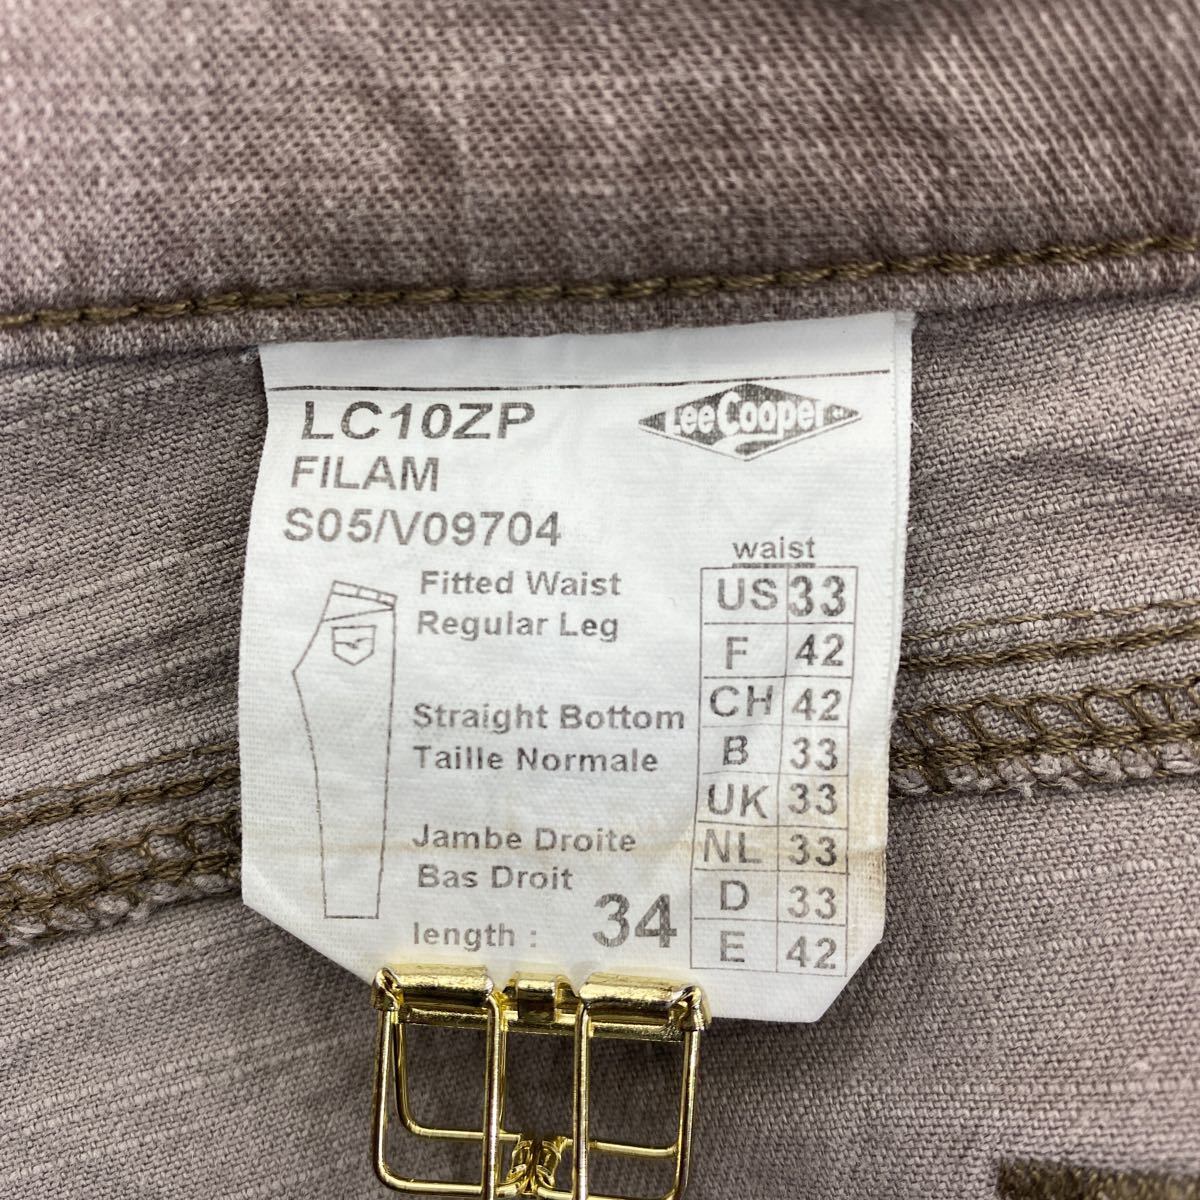 LC10ZP
Lee Cooper
FILAM
S05/V09704
waist
Fitted Waist
Regular Leg
Straight Bottom
Taille Normale
Jambe Droite
Bas Droit
length : 34
US 33
F 42
CH 42
B 33
UK 33
NL 33
D 33
E 42